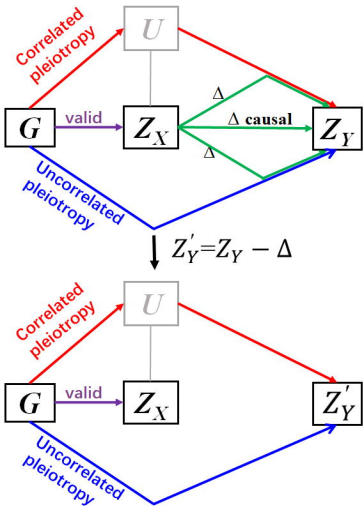 Correlated
pleiotropy
U
Δ
G
valid
Z_X
Δ causal
Z_Y
Δ
Uncorrelated
pleiotropy
Z'_Y=Z_Y − Δ
Correlated
pleiotropy
U
G
valid
Z_X
Z'_Y
Uncorrelated
pleiotropy